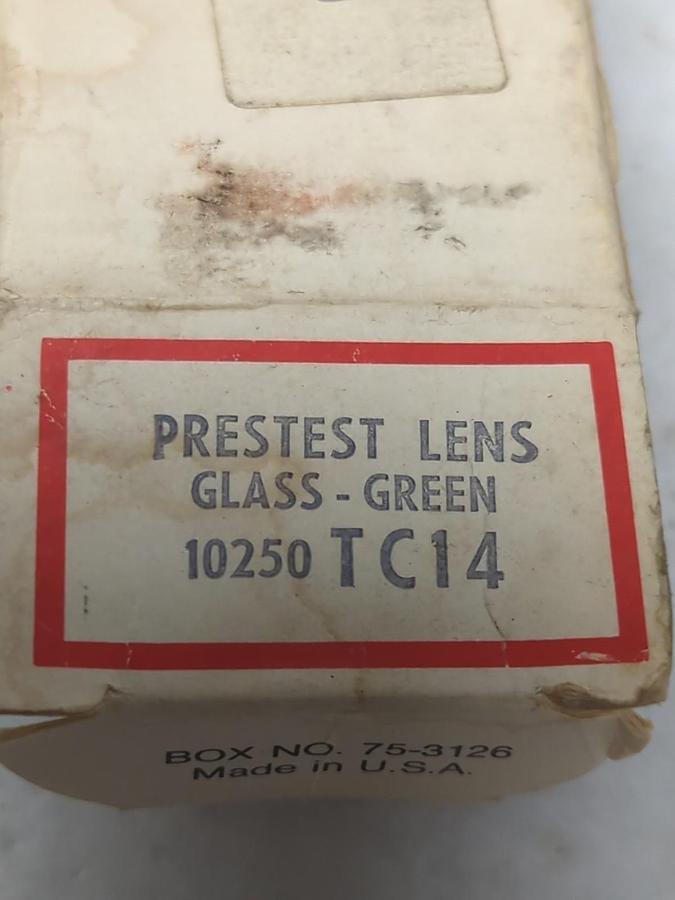 PRESTEST LENS
GLASS - GREEN
10250 TC14
BOX NO. 75-3126
Made in U.S.A.